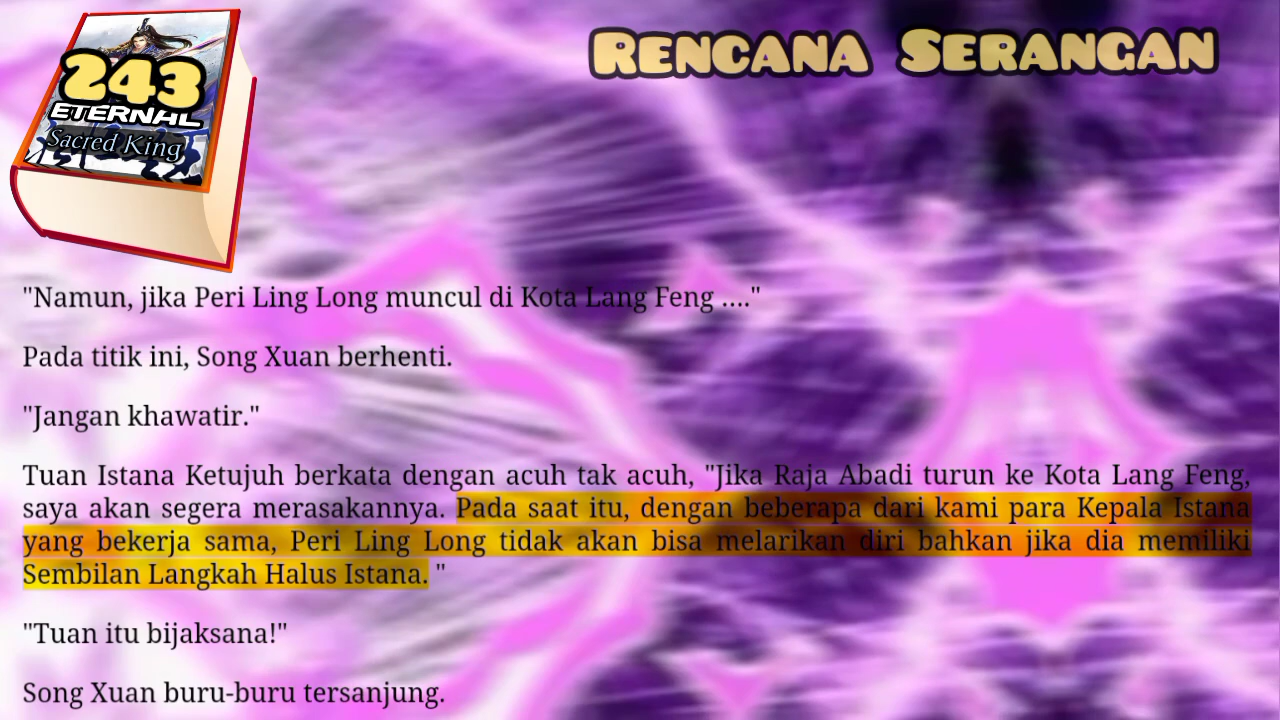 243
ETERNAL
Sacred King
RENCANA SERANGAN
"Namun, jika Peri Ling Long muncul di Kota Lang Feng ...."
Pada titik ini, Song Xuan berhenti.
"Jangan khawatir."
Tuan Istana Ketujuh berkata dengan acuh tak acuh, "Jika Raja Abadi turun ke Kota Lang Feng,
saya akan segera merasakannya. Pada saat itu, dengan beberapa dari kami para Kepala Istana
yang bekerja sama, Peri Ling Long tidak akan bisa melarikan diri bahkan jika dia memiliki
Sembilan Langkah Halus Istana. "
"Tuan itu bijaksana!"
Song Xuan buru-buru tersanjung.